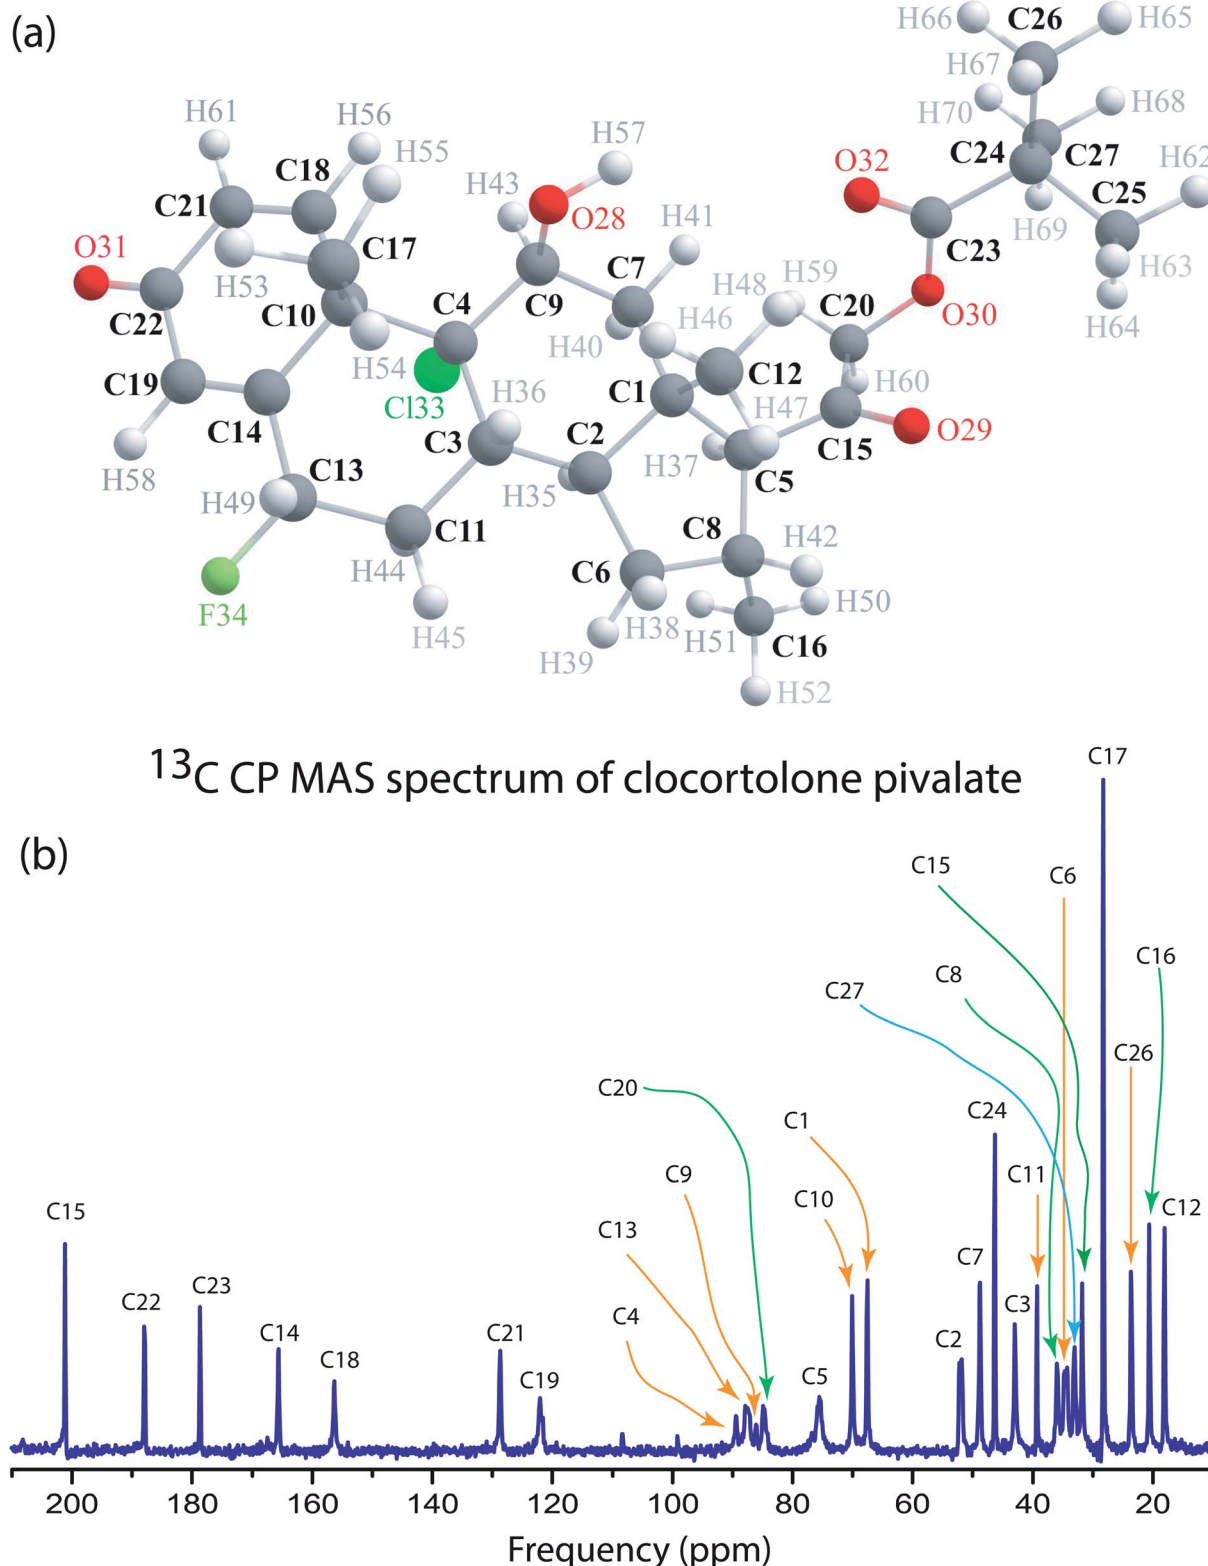 (a)
H66 C26 H65
H67
H61 H56 H57 H70 H68
H55
C18 H43 O32 C24 C27 H62
C21 O28 H41 C25
O31 C17 H69
H53 C7 C23 H63
C22 C10 C4 C9 H48 H59 C20 O30 H64
H54 H40 H46
C19 Cl33 H36 C1 C12 H60
C14 C3 C2 H47 C15 O29
H58 C13 H37
H49 H35 C5
C11 C8 H42
H44 C6
F34 H50
H45 H38 H51 C16
H39
H52
13C CP MAS spectrum of clocortolone pivalate
(b)
C17
C15 C6
C16
C8
C27
C26
C20
C24
C1
C9 C11
C10
C15 C12
C13
C7
C23
C22 C3
C4
C14
C21 C2
C18
C19 C5
200 180 160 140 120 100 80 60 40 20
Frequency (ppm)